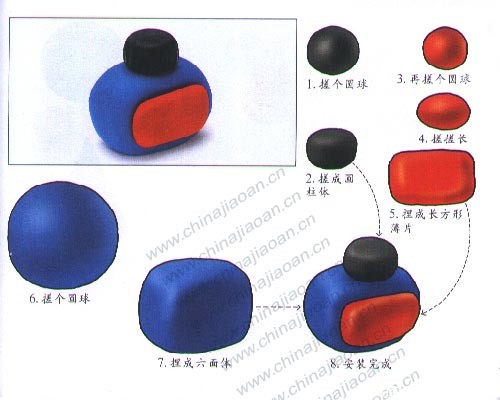 1. 搓个圆球
2. 搓成圆
柱体
3. 再搓个圆球
4. 搓搓长
5. 捏成长方形
薄片
6. 搓个圆球
7. 捏成六面体
8. 安装完成
www.chinajiaoan.cn
www.chinajiaoan.cn
www.chinajiaoan.cn
www.chinajiaoan.cn